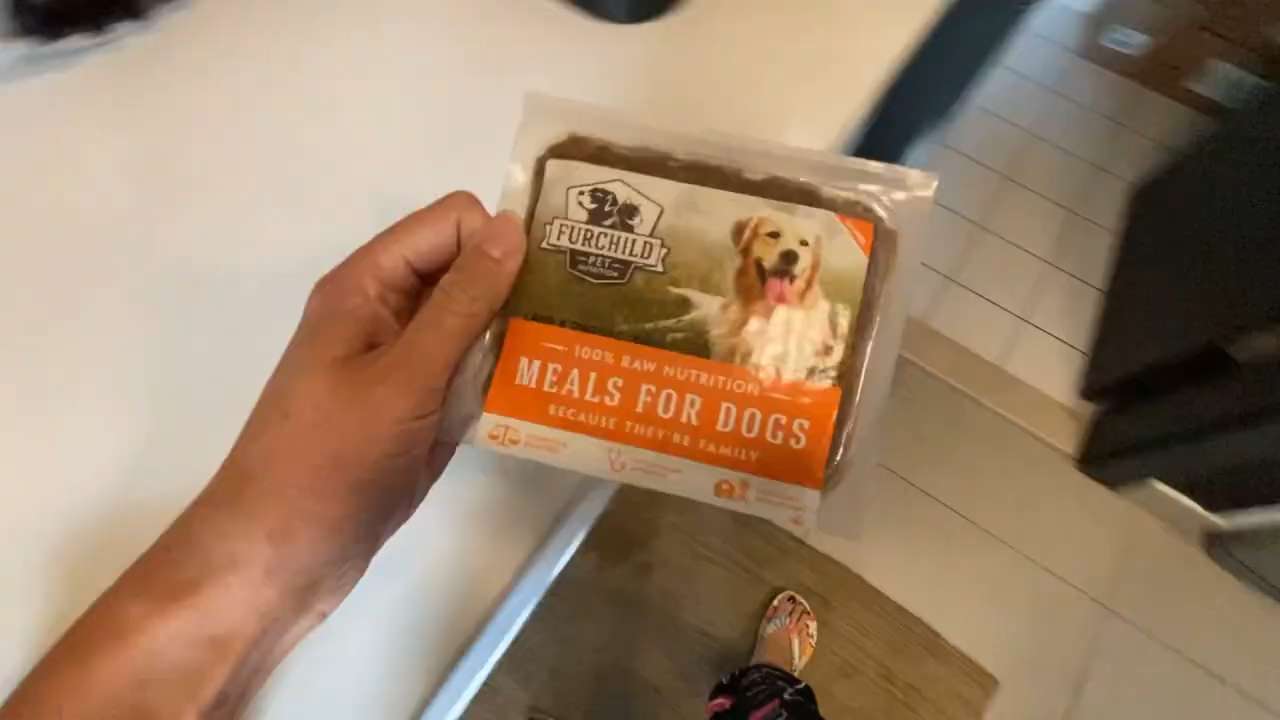 FURCHILD
PET
NUTRITION
100% RAW NUTRITION
MEALS FOR DOGS
BECAUSE THEY'RE FAMILY